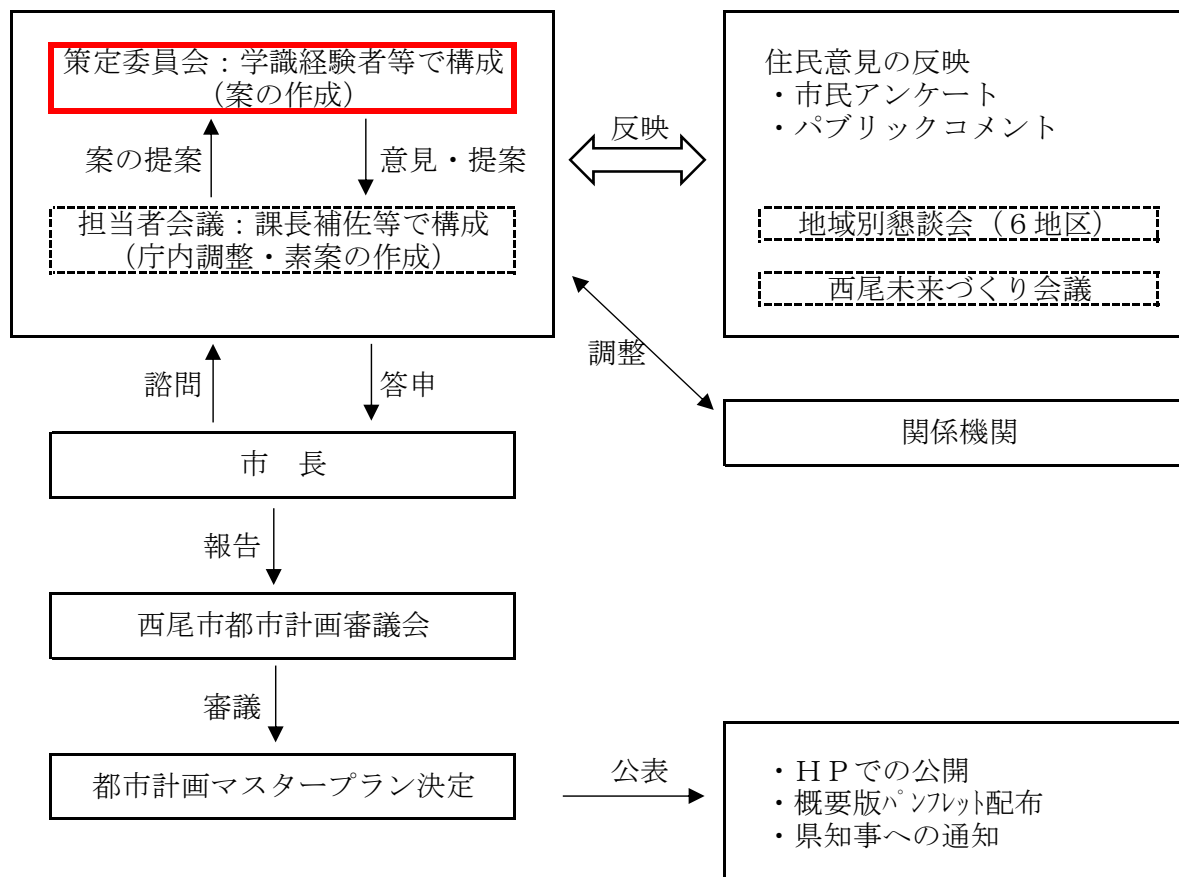 策定委員会：学識経験者等で構成
（案の作成）
案の提案
意見・提案
担当者会議：課長補佐等で構成
（庁内調整・素案の作成）
反映
住民意見の反映
・市民アンケート
・パブリックコメント
地域別懇談会（６地区）
西尾未来づくり会議
調整
関係機関
諮問
答申
市　長
報告
西尾市都市計画審議会
審議
都市計画マスタープラン決定
公表
・ＨＰでの公開
・概要版ﾊﾟﾝﾌﾚｯﾄ配布
・県知事への通知